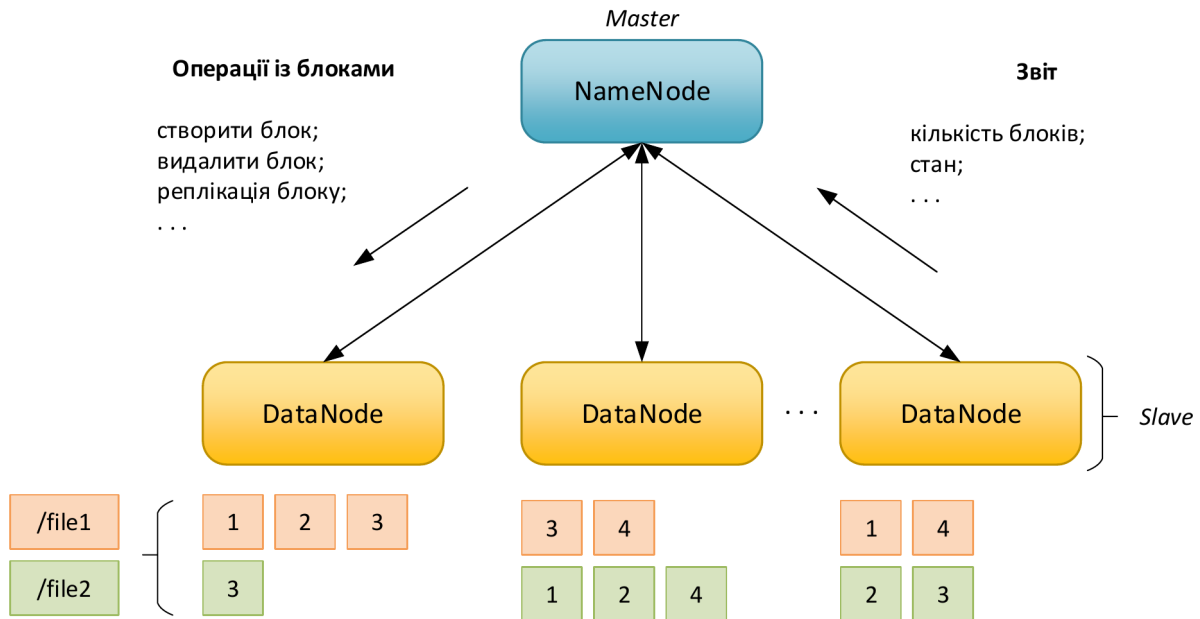 Master
NameNode
Операції із блоками
створити блок;
видалити блок;
реплікація блоку;
. . .
Звіт
кількість блоків;
стан;
. . .
DataNode
DataNode
. . .
DataNode
Slave
/file1
1 2 3
3 4
1 4
/file2
3
1 2 4
2 3